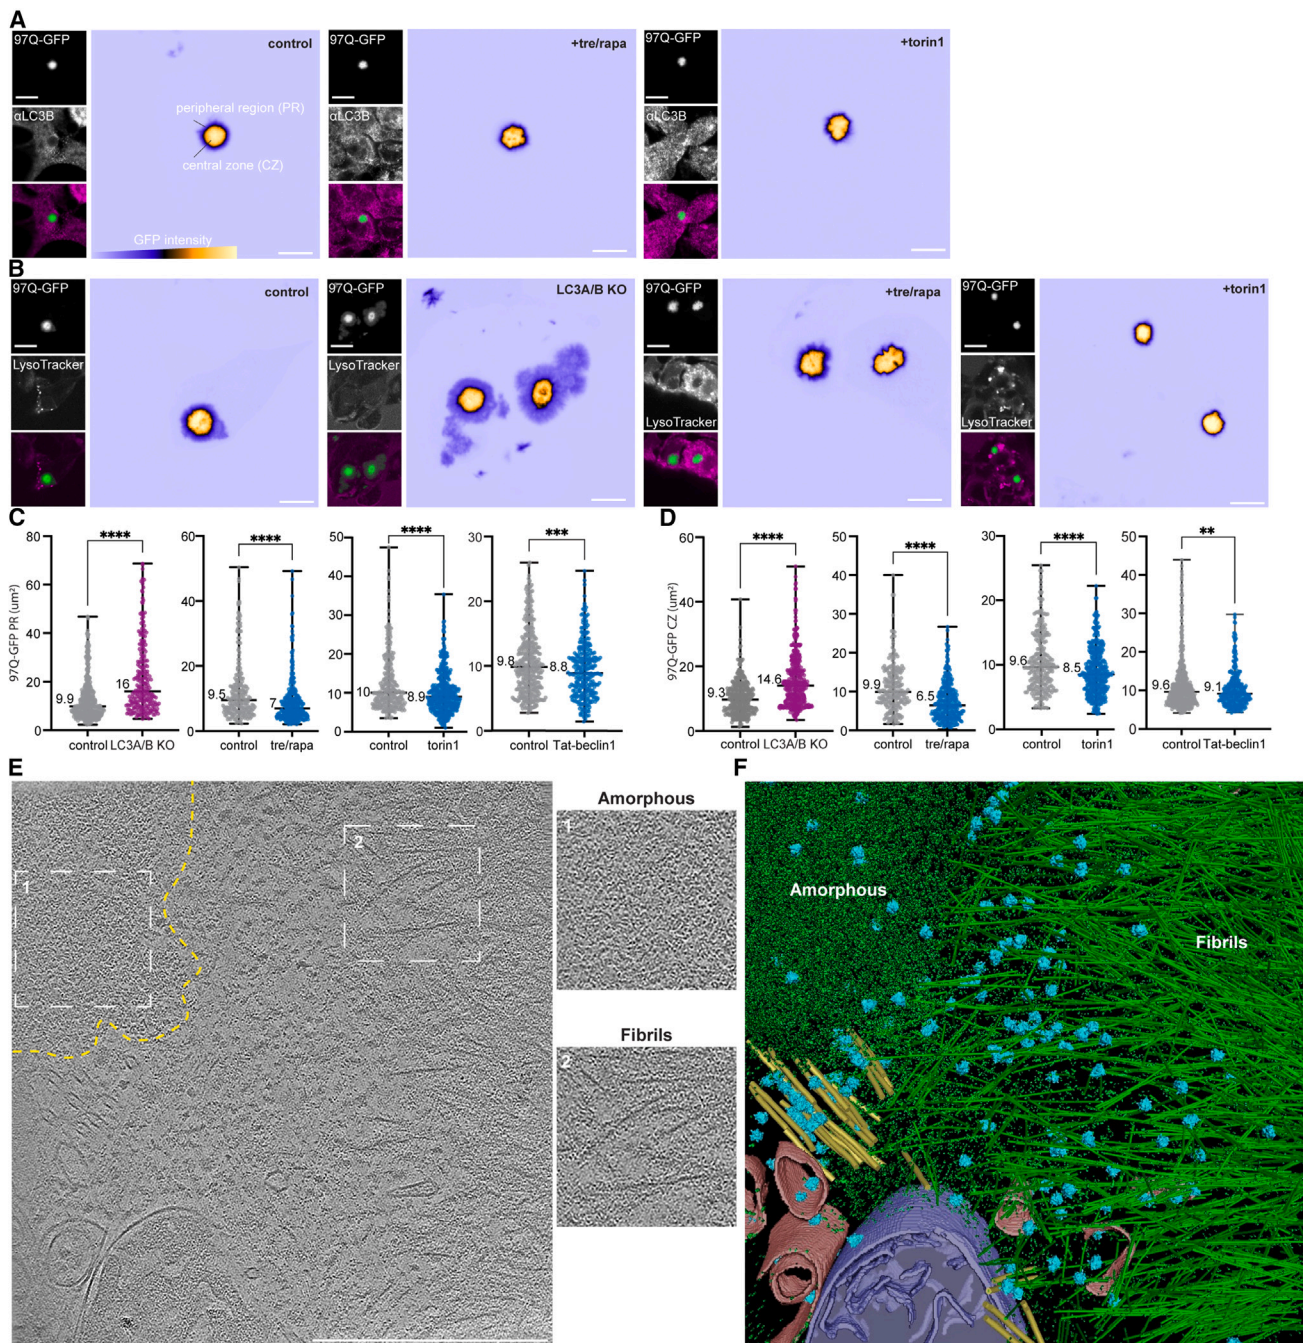 A
97Q-GFP
αLC3B
control
peripheral region (PR)
central zone (CZ)
GFP intensity
97Q-GFP
αLC3B
+tre/rapa
97Q-GFP
αLC3B
+torin1
B
97Q-GFP
LysoTracker
control
97Q-GFP
LysoTracker
LC3A/B KO
97Q-GFP
LysoTracker
+tre/rapa
97Q-GFP
LysoTracker
+torin1
C
97Q-GFP PR (um²)
80
60
40
20
0
****
9.9
16
control LC3A/B KO
60
40
20
0
****
9.5
7
control tre/rapa
50
40
30
20
10
0
****
10
8.9
control torin1
30
20
10
0
***
9.8
8.8
control Tat-beclin1
D
97Q-GFP CZ (um²)
60
40
20
0
****
9.3
14.6
control LC3A/B KO
50
40
30
20
10
0
****
9.9
6.5
control tre/rapa
30
20
10
0
****
9.6
8.5
control torin1
50
40
30
20
10
0
**
9.6
9.1
control Tat-beclin1
E
1
2
Amorphous
1
Fibrils
2
F
Amorphous
Fibrils